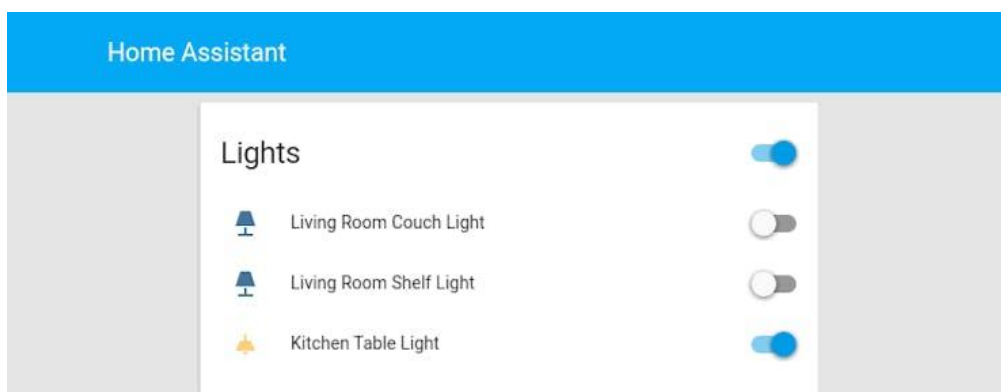 Home Assistant
Lights
Living Room Couch Light
Living Room Shelf Light
Kitchen Table Light